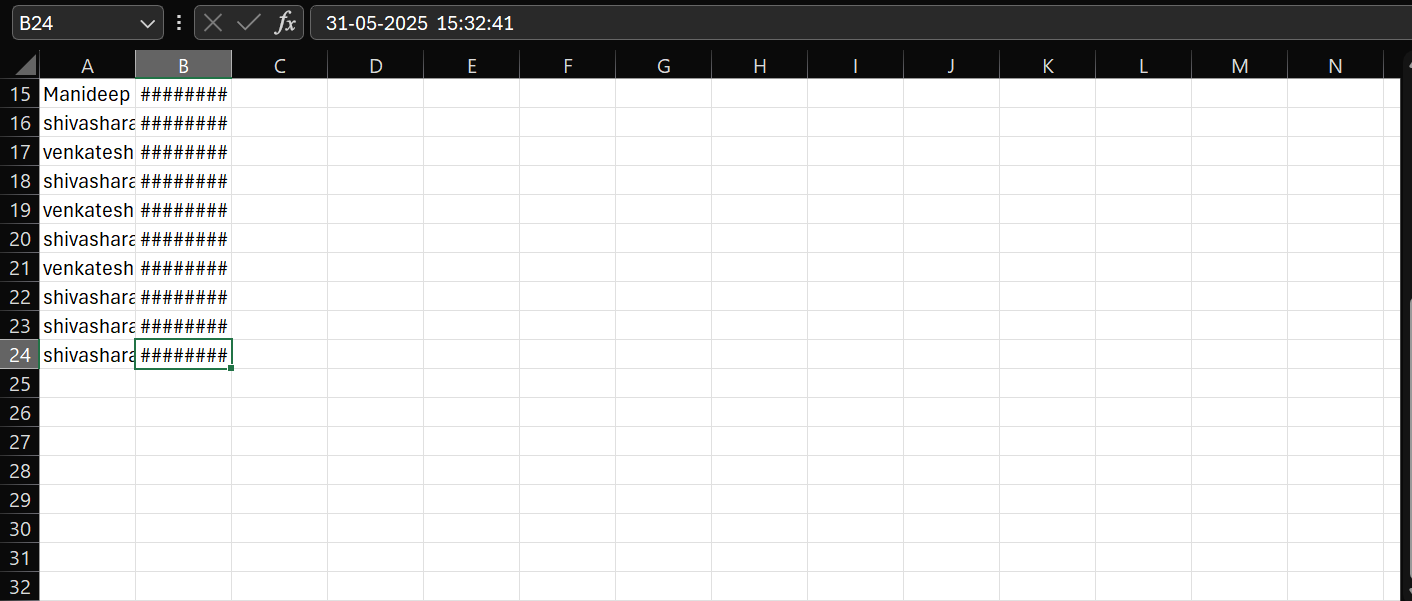 B24 fx 31-05-2025 15:32:41
A B C D E F G H I J K L M N
15 Manideep ########
16 shivashara ########
17 venkatesh ########
18 shivashara ########
19 venkatesh ########
20 shivashara ########
21 venkatesh ########
22 shivashara ########
23 shivashara ########
24 shivashara ########
25
26
27
28
29
30
31
32